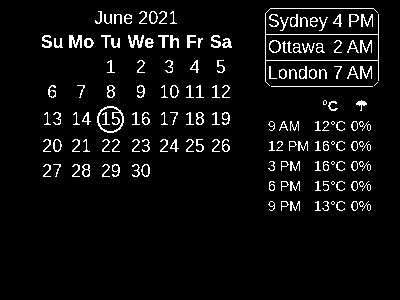 June 2021
Su Mo Tu We Th Fr Sa
1 2 3 4 5
6 7 8 9 10 11 12
13 14 15 16 17 18 19
20 21 22 23 24 25 26
27 28 29 30
Sydney 4 PM
Ottawa 2 AM
London 7 AM
°C ☂
9 AM 12°C 0%
12 PM 16°C 0%
3 PM 16°C 0%
6 PM 15°C 0%
9 PM 13°C 0%